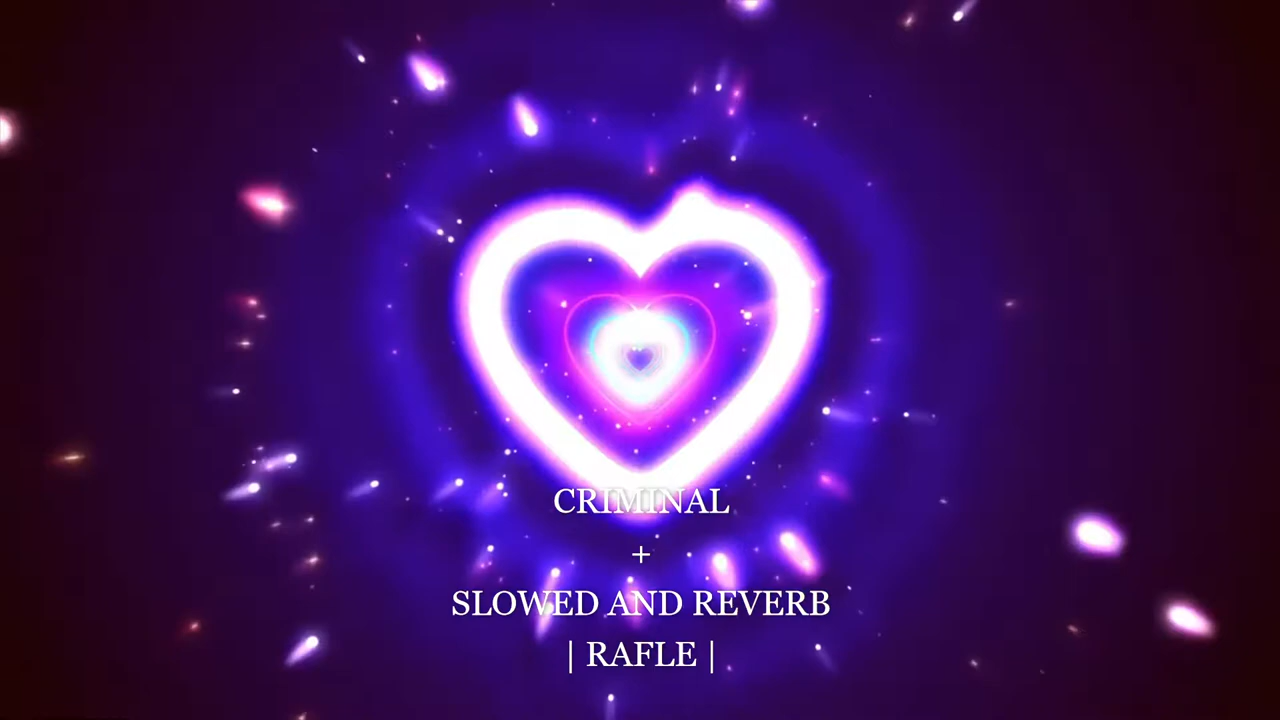 CRIMINAL
+
SLOWED AND REVERB
| RAFLE |